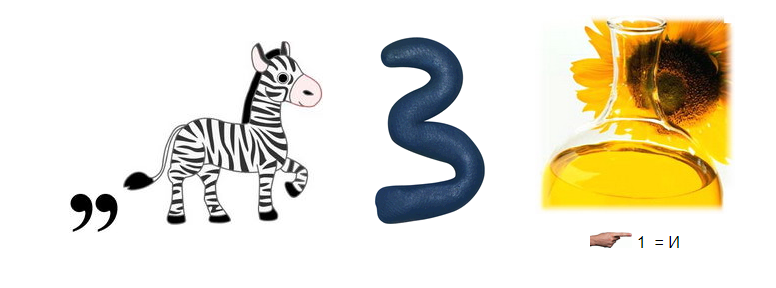 ,, З
1 = И